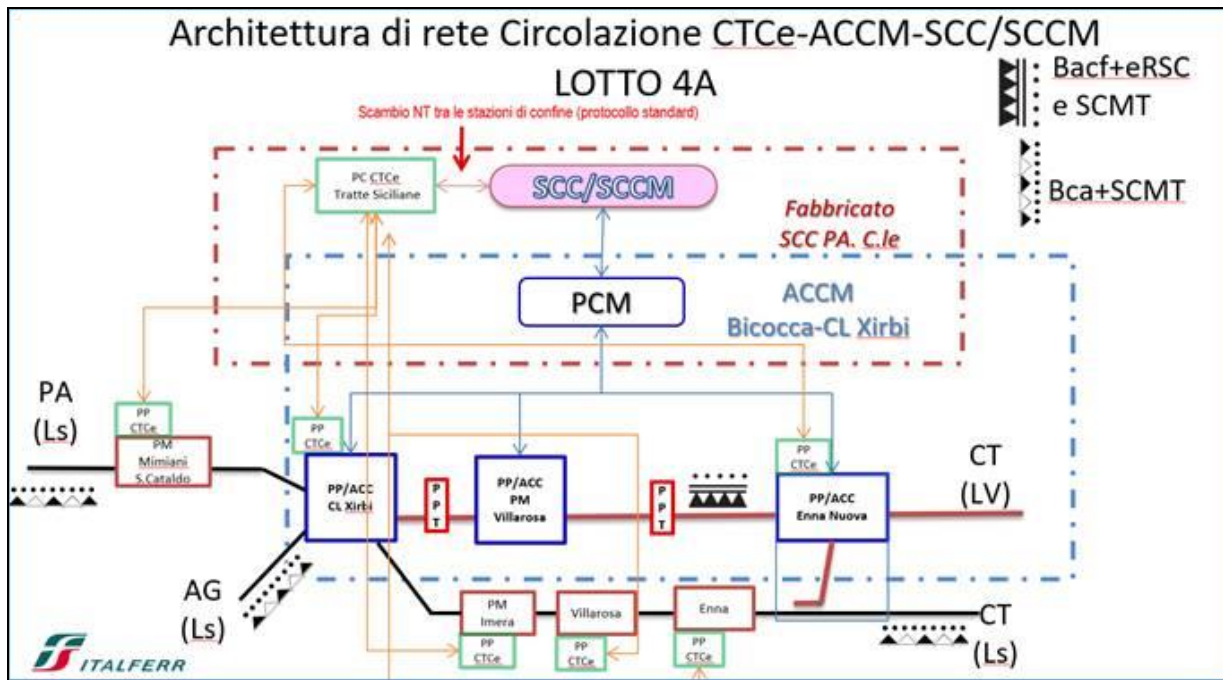 Architettura di rete Circolazione CTCe-ACCM-SCC/SCCM
LOTTO 4A
Bacf+eRSC
e SCMT
Bca+SCMT
Scambio NT tra le stazioni di confine (protocollo standard)
PC CTCe
Tratte Siciliane
SCC/SCCM
Fabbricato
SCC PA. C.le
PCM
ACCM
Bicocca-CL Xirbi
PA
(Ls)
PP
CTCe
PM
Mimiani
S.Cataldo
PP
CTCe
PP/ACC
CL Xirbi
PPT
PP/ACC
PM
Villarosa
PPT
PP
CTCe
PP/ACC
Enna Nuova
CT
(LV)
AG
(Ls)
PM
Imera
PP
CTCe
Villarosa
PP
CTCe
Enna
PP
CTCe
CT
(Ls)
ITALFERR